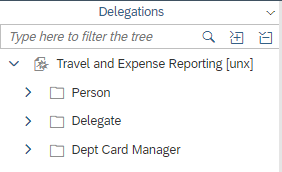 Delegations
Type here to filter the tree
Travel and Expense Reporting [unx]
Person
Delegate
Dept Card Manager